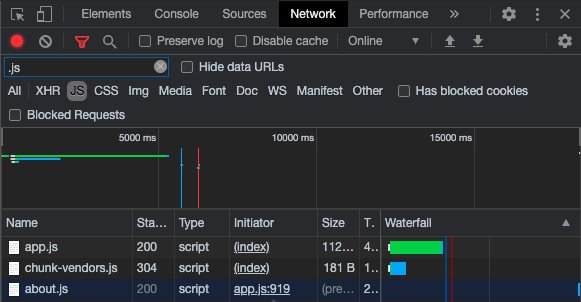 Elements Console Sources Network Performance »
Preserve log Disable cache Online
.js Hide data URLs
All XHR JS CSS Img Media Font Doc WS Manifest Other Has blocked cookies
Blocked Requests
5000 ms 10000 ms 15000 ms
Name Sta... Type Initiator Size T. Waterfall
app.js 200 script (index) 112... 4...
chunk-vendors.js 304 script (index) 181 B 1...
about.js 200 script app.js:919 (pre... 2...